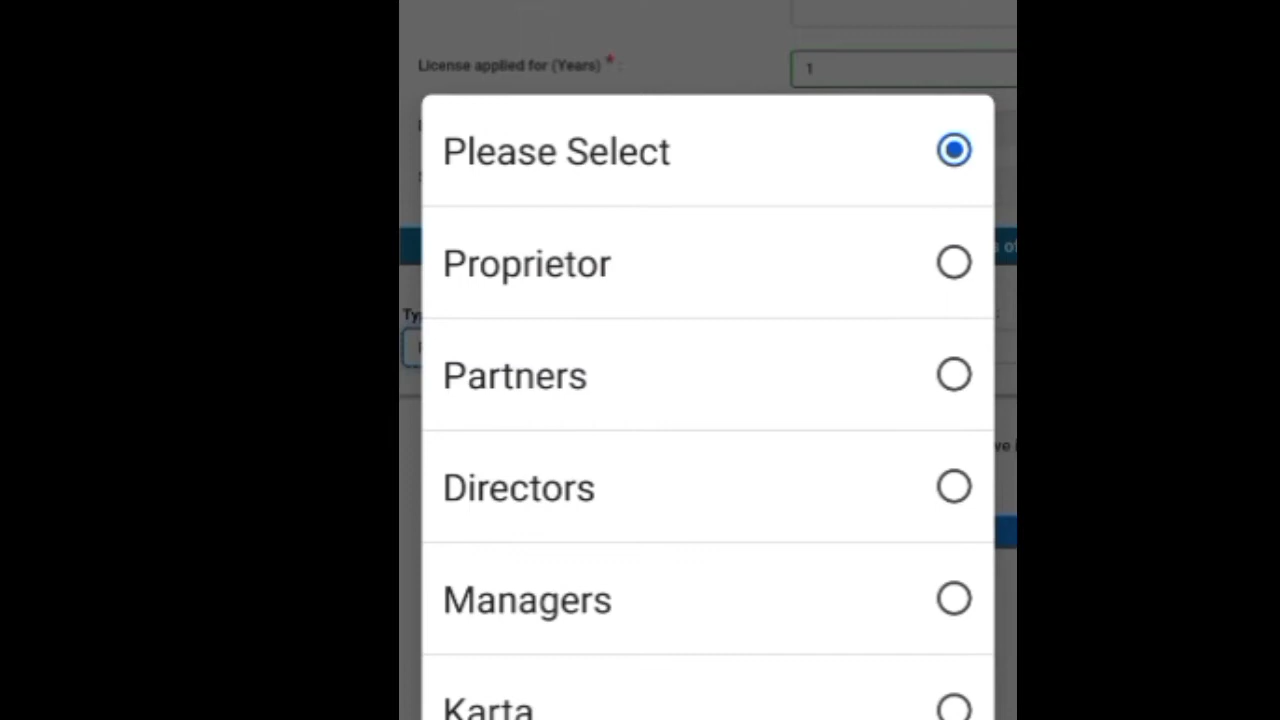 License applied for (Years) * :
1
Please Select
Proprietor
Partners
Directors
Managers
Karta